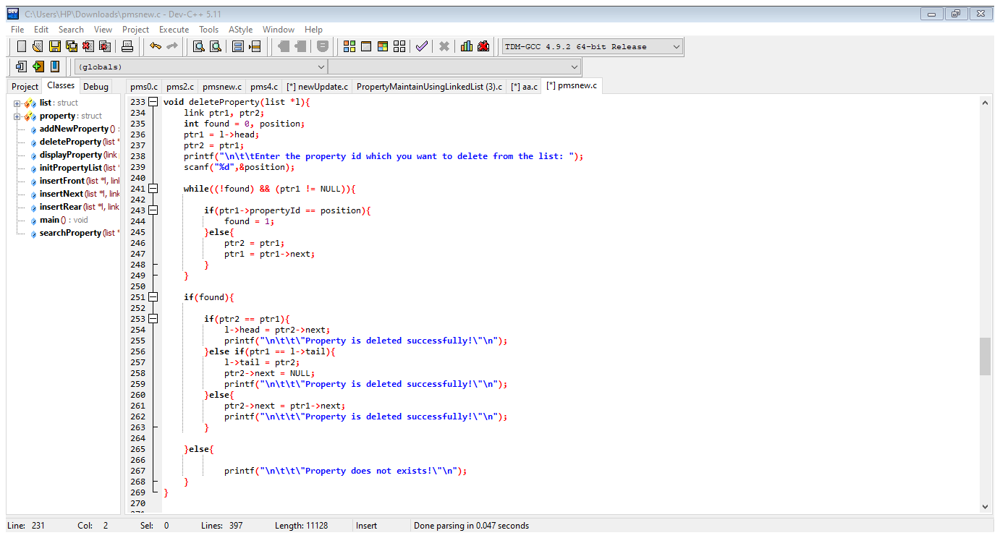 C:\Users\HP\Downloads\pmsnew.c - Dev-C++ 5.11
File Edit Search View Project Execute Tools AStyle Window Help
TDM-GCC 4.9.2 64-bit Release
(globals)
Project Classes Debug
pms0.c pms2.c pmsnew.c pms4.c [*] newUpdate.c PropertyMaintainUsingLinkedList (3).c [*] aa.c [*] pmsnew.c
list : struct
property : struct
addNewProperty () :
deleteProperty (list *
displayProperty (link
initPropertyList (list *
insertFront (list *l, link
insertNext (list *l, link
insertRear (list *l, link
main () : void
searchProperty (list *
233 void deleteProperty(list *l){
234 link ptr1, ptr2;
235 int found = 0, position;
236 ptr1 = l->head;
237 ptr2 = ptr1;
238 printf("\n\t\tEnter the property id which you want to delete from the list: ");
239 scanf("%d",&position);
240
241 while((!found) && (ptr1 != NULL)){
242
243 if(ptr1->propertyId == position){
244 found = 1;
245 }else{
246 ptr2 = ptr1;
247 ptr1 = ptr1->next;
248 }
249 }
250
251 if(found){
252
253 if(ptr2 == ptr1){
254 l->head = ptr2->next;
255 printf("\n\t\t\"Property is deleted successfully!\"\n");
256 }else if(ptr1 == l->tail){
257 l->tail = ptr2;
258 ptr2->next = NULL;
259 printf("\n\t\t\"Property is deleted successfully!\"\n");
260 }else{
261 ptr2->next = ptr1->next;
262 printf("\n\t\t\"Property is deleted successfully!\"\n");
263 }
264
265 }else{
266
267 printf("\n\t\t\"Property does not exists!\"\n");
268 }
269 }
270
Line: 231 Col: 2 Sel: 0 Lines: 397 Length: 11128 Insert Done parsing in 0.047 seconds